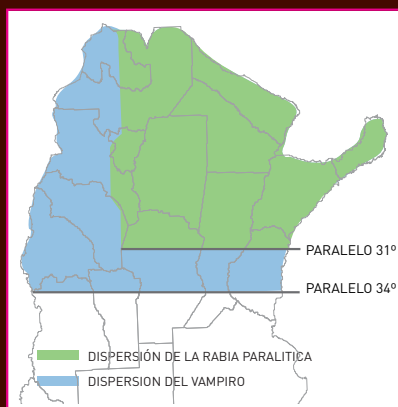 PARALELO 31º
PARALELO 34º
DISPERSIÓN DE LA RABIA PARALITICA
DISPERSION DEL VAMPIRO